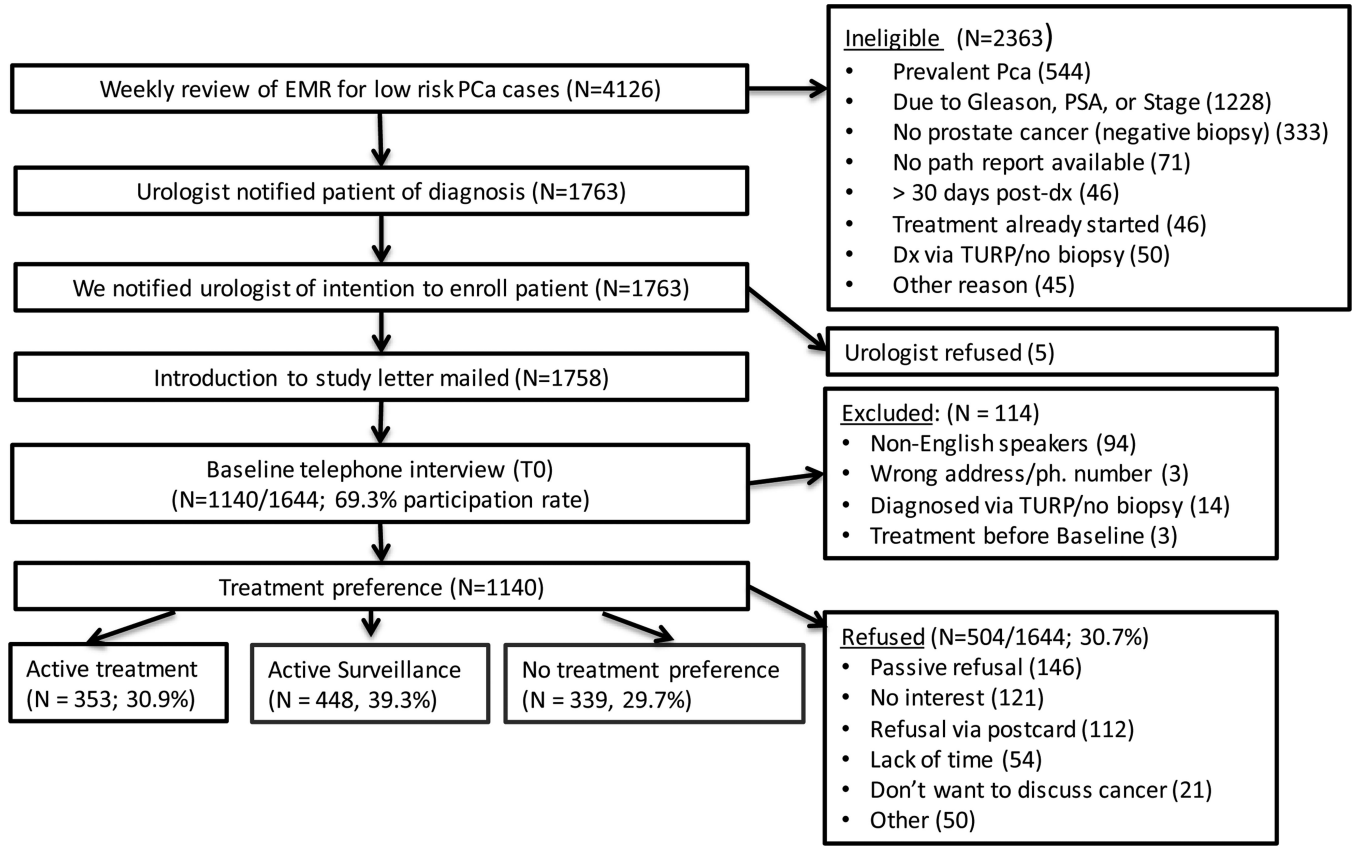 Weekly review of EMR for low risk PCa cases (N=4126)
Ineligible (N=2363)
• Prevalent Pca (544)
• Due to Gleason, PSA, or Stage (1228)
• No prostate cancer (negative biopsy) (333)
• No path report available (71)
• > 30 days post-dx (46)
• Treatment already started (46)
• Dx via TURP/no biopsy (50)
• Other reason (45)
Urologist notified patient of diagnosis (N=1763)
We notified urologist of intention to enroll patient (N=1763)
Urologist refused (5)
Introduction to study letter mailed (N=1758)
Baseline telephone interview (T0)
(N=1140/1644; 69.3% participation rate)
Excluded: (N = 114)
• Non-English speakers (94)
• Wrong address/ph. number (3)
• Diagnosed via TURP/no biopsy (14)
• Treatment before Baseline (3)
Treatment preference (N=1140)
Refused (N=504/1644; 30.7%)
• Passive refusal (146)
• No interest (121)
• Refusal via postcard (112)
• Lack of time (54)
• Don’t want to discuss cancer (21)
• Other (50)
Active treatment
(N = 353; 30.9%)
Active Surveillance
(N = 448, 39.3%)
No treatment preference
(N = 339, 29.7%)